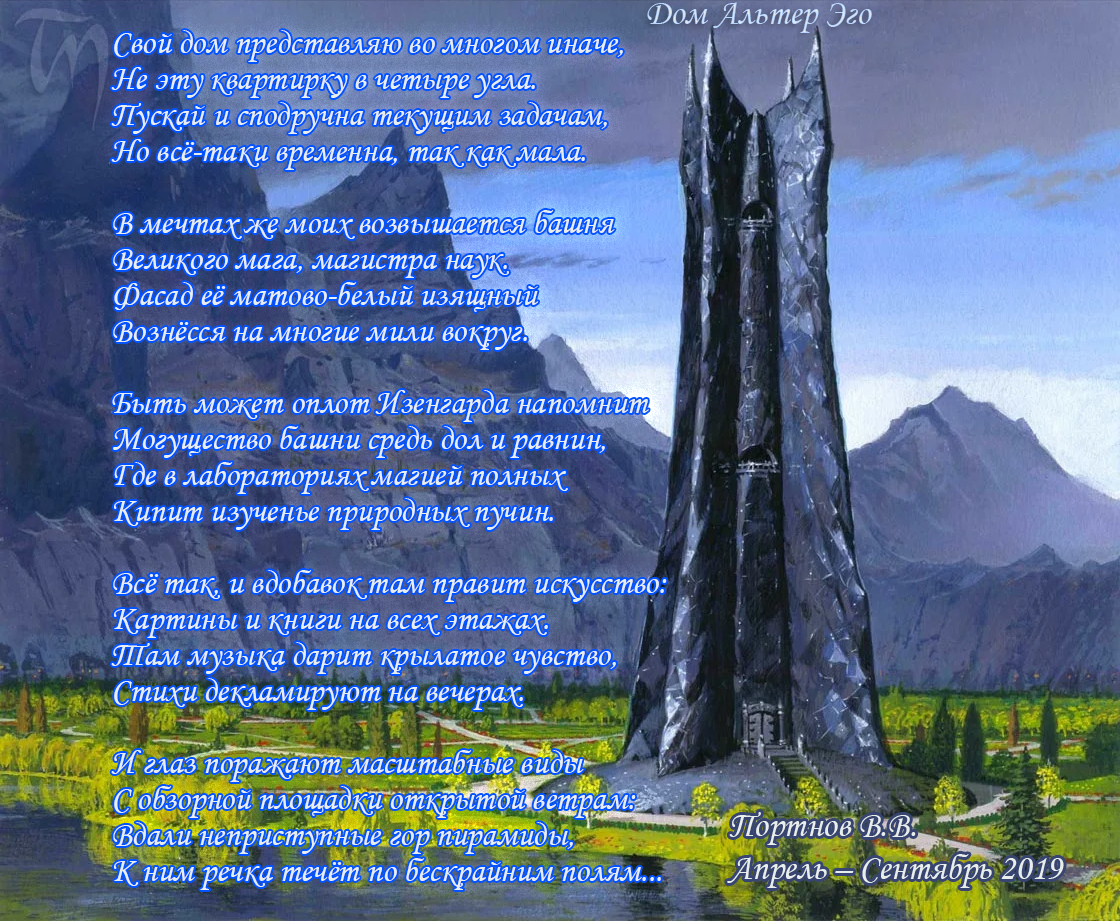 Дом Альтер Эго
Свой дом представляю во многом иначе,
Не эту квартирку в четыре угла.
Пускай и сподручна текущим задачам,
Но всё-таки временна, так как мала.
В мечтах же моих возвышается башня
Великого мага, магистра наук.
Фасад её матово-белый изящный
Вознёсся на многие мили вокруг.
Быть может оплот Изенгарда напомнит
Могущество башни средь дол и равнин,
Где в лабораториях магией полных
Кипит изученье природных пучин.
Всё так, и вдобавок там правит искусство:
Картины и книги на всех этажах.
Там музыка дарит крылатое чувство,
Стихи декламируют на вечерах.
И глаз поражают масштабные виды
С обзорной площадки открытой ветрам:
Вдали неприступные гор пирамиды,
К ним речка течёт по бескрайним полям...
Портнов В.В.
Апрель – Сентябрь 2019